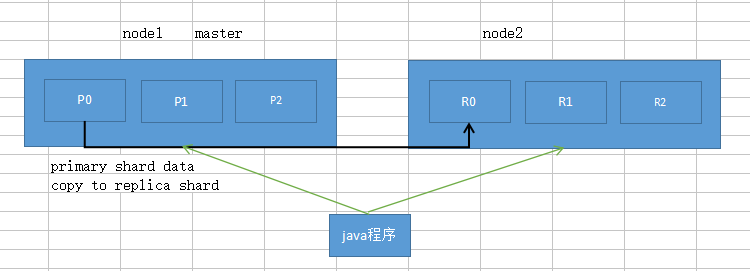 node1 master node2
P0 P1 P2 R0 R1 R2
primary shard data
copy to replica shard
java程序